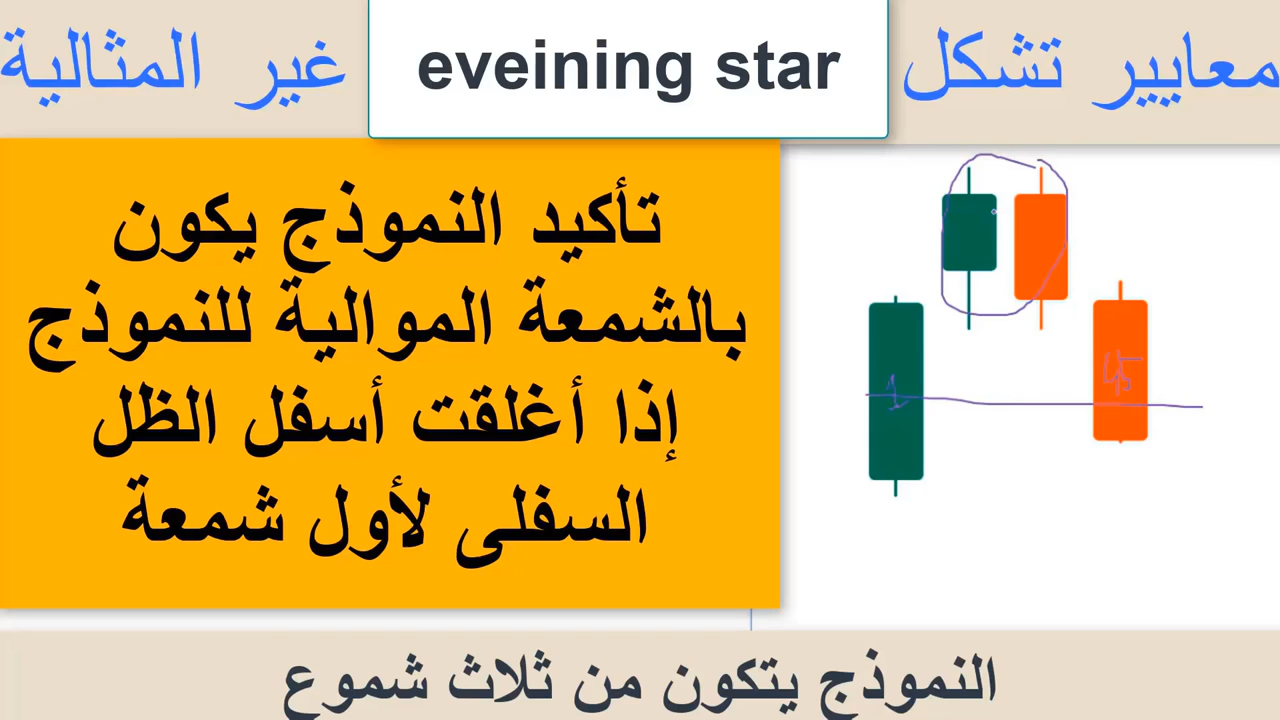 معايير تشكل eveining star غير المثالية
تأكيد النموذج يكون
بالشمعة الموالية للنموذج
إذا أغلقت أسفل الظل
السفلى لأول شمعة
1
النموذج يتكون من ثلاث شموع